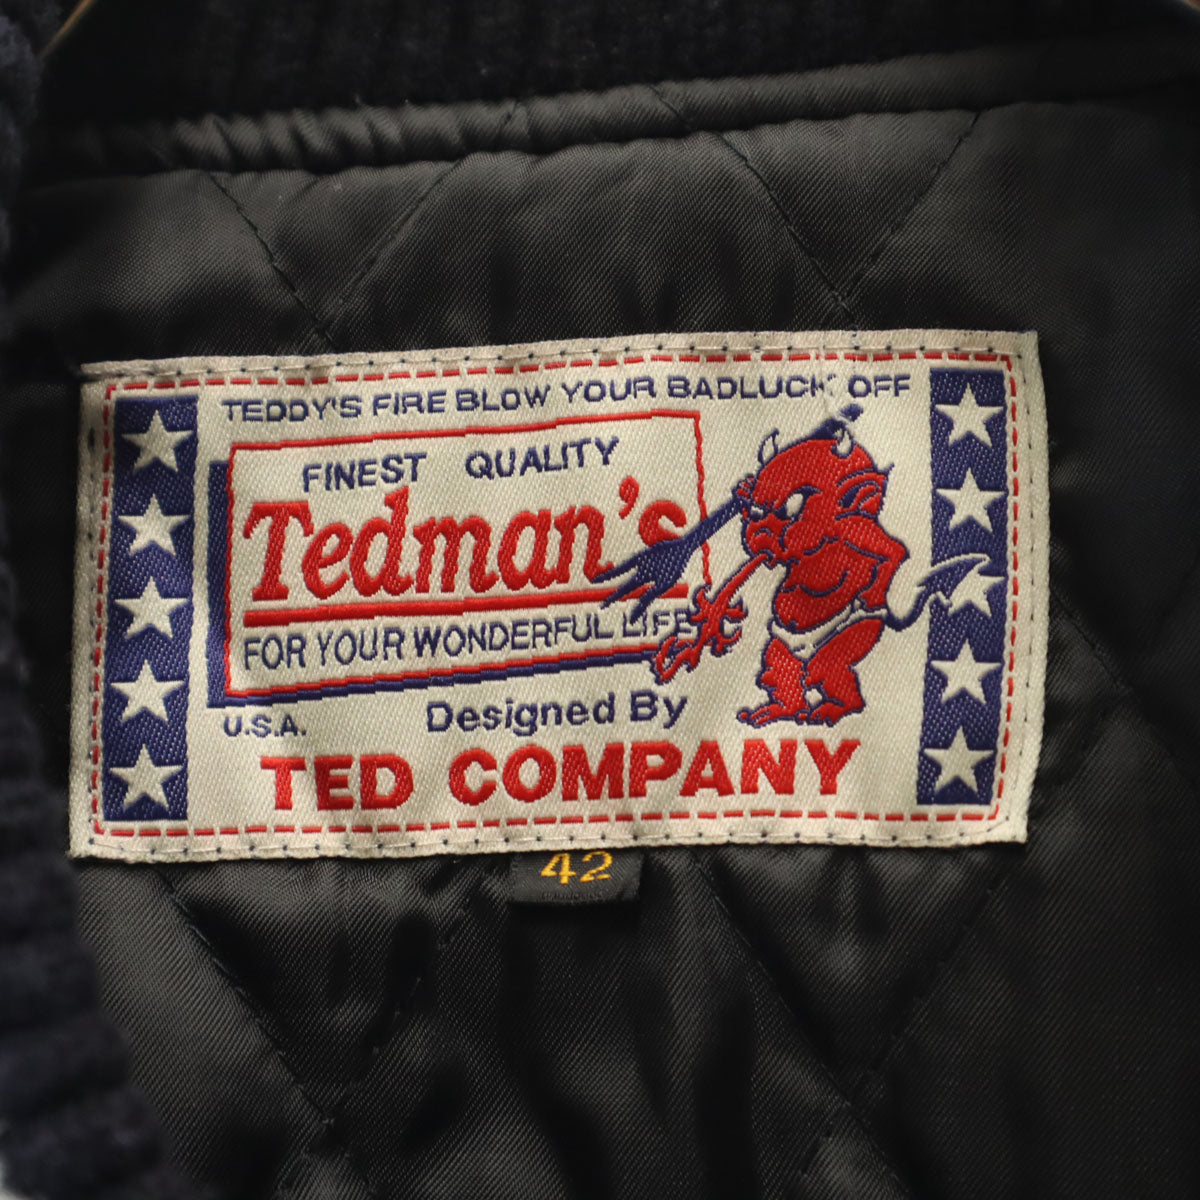 TEDDY'S FIRE BLOW YOUR BADLUCK OFF
FINEST QUALITY
Tedman's
FOR YOUR WONDERFUL LIFE
U.S.A. Designed By
TED COMPANY
42